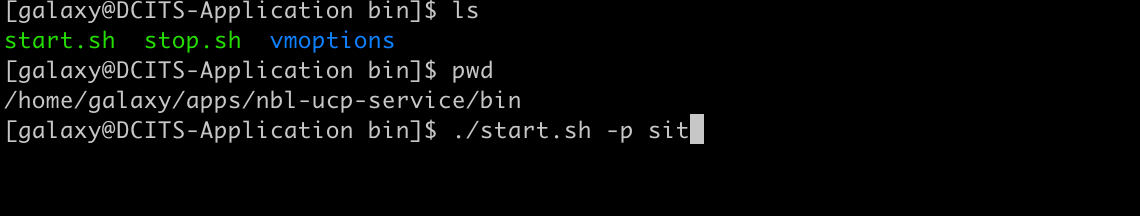 [galaxy@DCITS-Application bin]$ ls
start.sh  stop.sh  vmoptions
[galaxy@DCITS-Application bin]$ pwd
/home/galaxy/apps/nbl-ucp-service/bin
[galaxy@DCITS-Application bin]$ ./start.sh -p sit